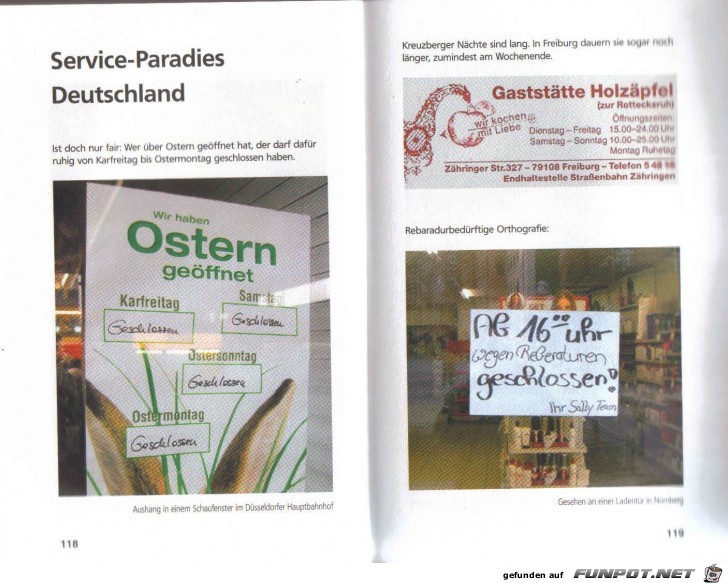 Service-Paradies
Deutschland
Ist doch nur fair: Wer über Ostern geöffnet hat, der darf dafür
ruhig von Karfreitag bis Ostermontag geschlossen haben.
Wir haben
Ostern
geöffnet
Karfreitag
Geschlossen
Samstag
Geschlossen
Ostersonntag
Geschlossen
Ostermontag
Geschlossen
Aushang in einem Schaufenster im Düsseldorfer Hauptbahnhof
118
Kreuzberger Nächte sind lang. In Freiburg dauern sie sogar noch
länger, zumindest am Wochenende.
Gaststätte Holzäpfel
(zur Rottecksruh)
wir kochen
mit Liebe
Öffnungszeiten:
Dienstag – Freitag 15.00–24.00 Uhr
Samstag – Sonntag 10.00–25.00 Uhr
Montag Ruhetag
Zähringer Str. 327 – 79108 Freiburg – Telefon 5 48 16
Endhaltestelle Straßenbahn Zähringen
Rebaradurbedürftige Orthografie:
AB 16⁰⁰ uhr
wegen ReBeraturen
geschlossen!
Ihr Sally Team
Gesehen an einer Ladentür in Nürnberg
119
gefunden auf FUNPOT.NET